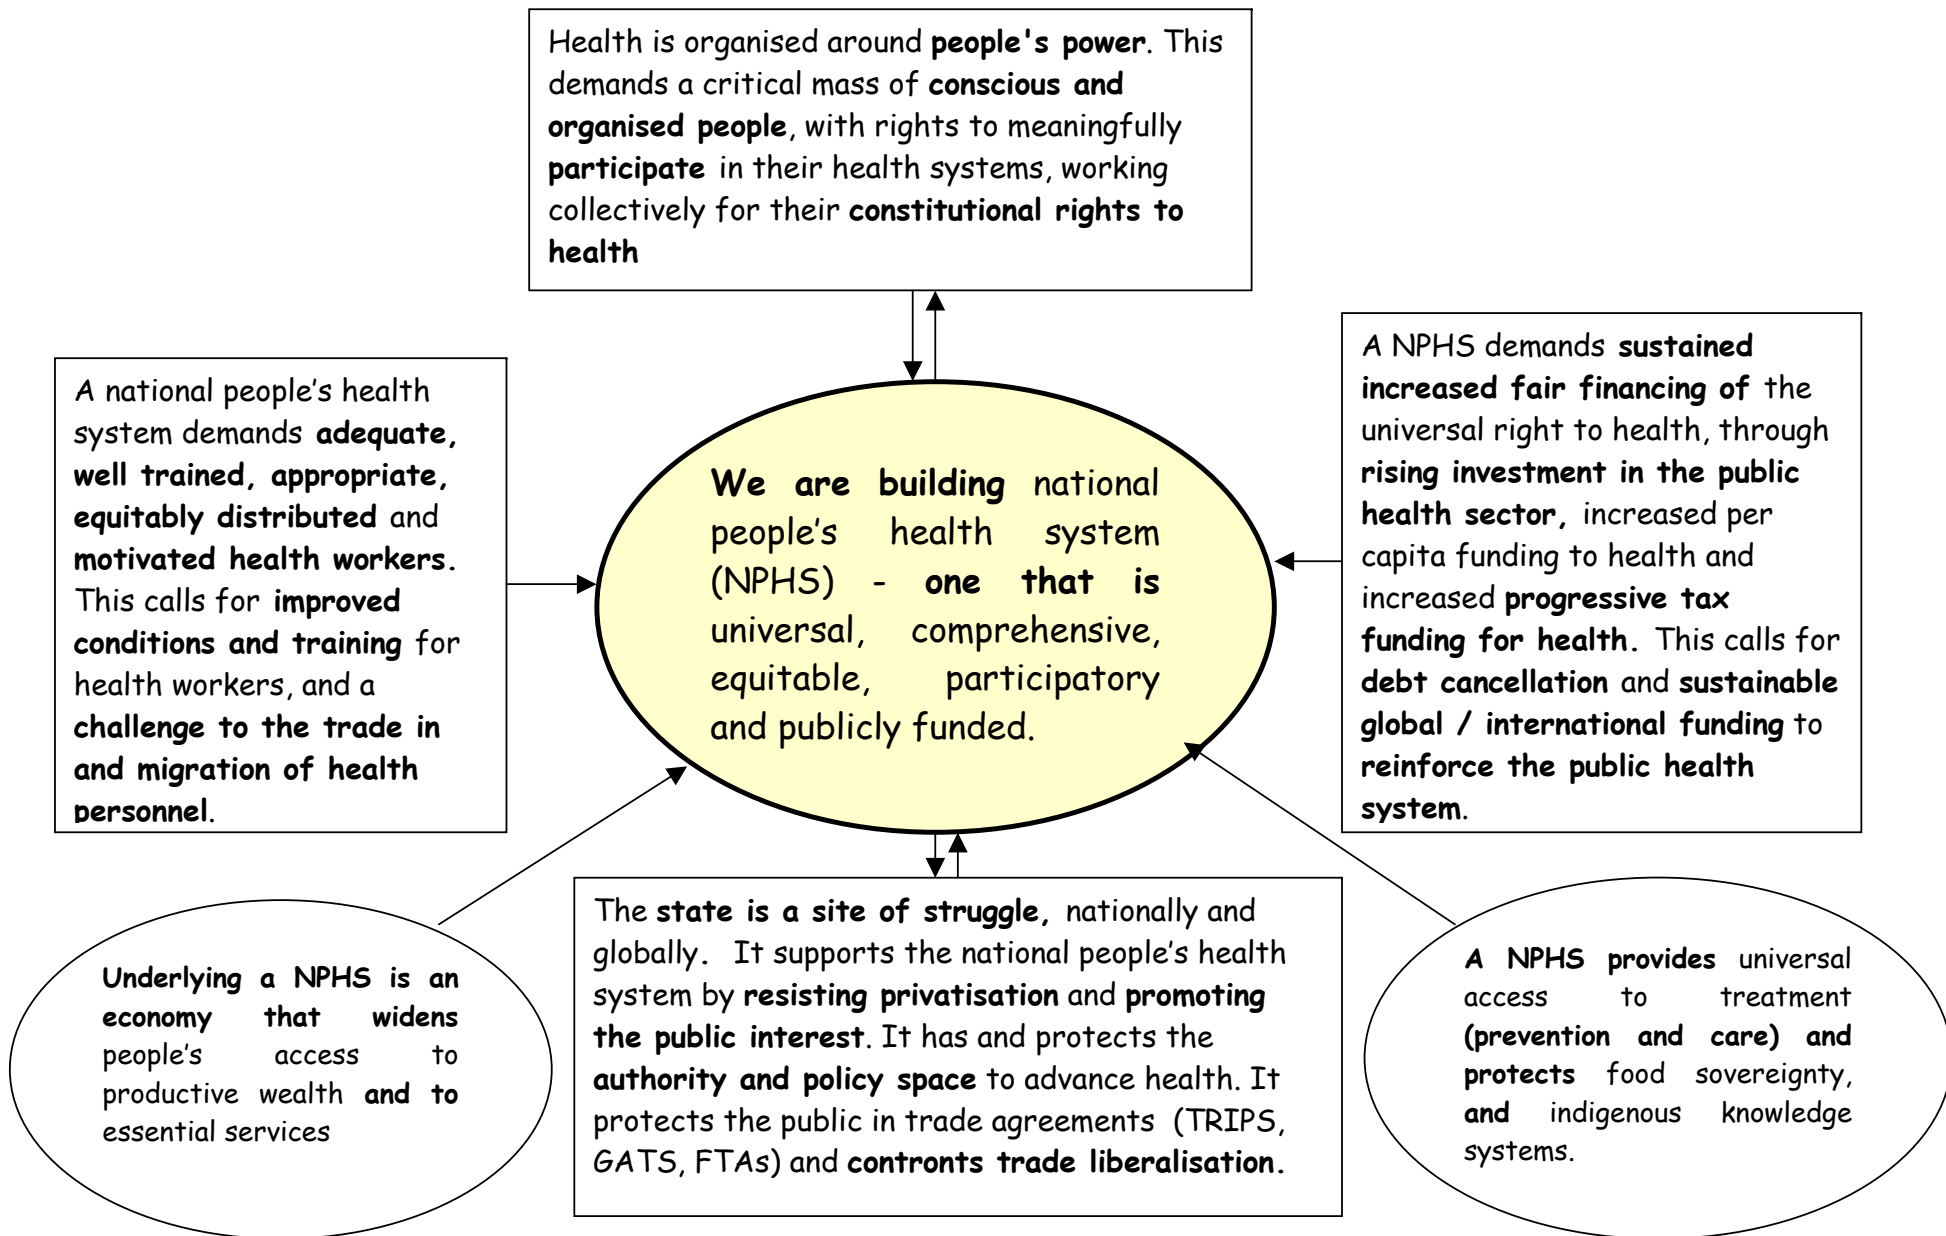 Health is organised around people's power. This
demands a critical mass of conscious and
organised people, with rights to meaningfully
participate in their health systems, working
collectively for their constitutional rights to
health
A national people’s health
system demands adequate,
well trained, appropriate,
equitably distributed and
motivated health workers.
This calls for improved
conditions and training for
health workers, and a
challenge to the trade in
and migration of health
personnel.
We are building national
people’s health system
(NPHS) - one that is
universal, comprehensive,
equitable, participatory
and publicly funded.
A NPHS demands sustained
increased fair financing of the
universal right to health, through
rising investment in the public
health sector, increased per
capita funding to health and
increased progressive tax
funding for health. This calls for
debt cancellation and sustainable
global / international funding to
reinforce the public health
system.
Underlying a NPHS is an
economy that widens
people’s access to
productive wealth and to
essential services
The state is a site of struggle, nationally and
globally. It supports the national people’s health
system by resisting privatisation and promoting
the public interest. It has and protects the
authority and policy space to advance health. It
protects the public in trade agreements (TRIPS,
GATS, FTAs) and contronts trade liberalisation.
A NPHS provides universal
access to treatment
(prevention and care) and
protects food sovereignty,
and indigenous knowledge
systems.